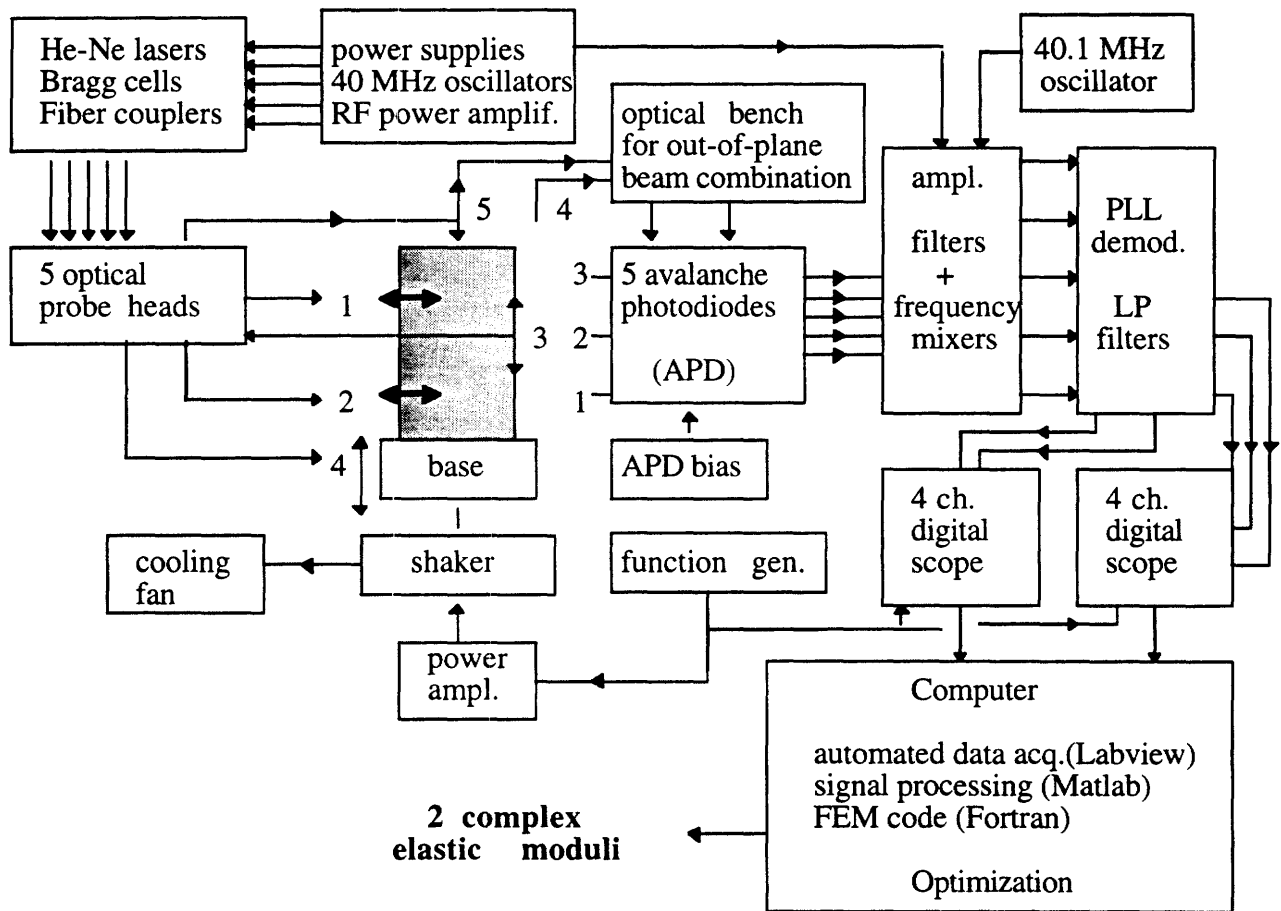 He-Ne lasers
Bragg cells
Fiber couplers
power supplies
40 MHz oscillators
RF power amplif.
40.1 MHz
oscillator
optical bench
for out-of-plane
beam combination
5
4
ampl.
filters
+
frequency
mixers
PLL
demod.
LP
filters
5 optical
probe heads
1
2
4
3
3
2
1
5 avalanche
photodiodes
(APD)
base
APD bias
4 ch.
digital
scope
4 ch.
digital
scope
cooling
fan
shaker
function gen.
power
ampl.
Computer
automated data acq.(Labview)
signal processing (Matlab)
FEM code (Fortran)
Optimization
2 complex
elastic moduli